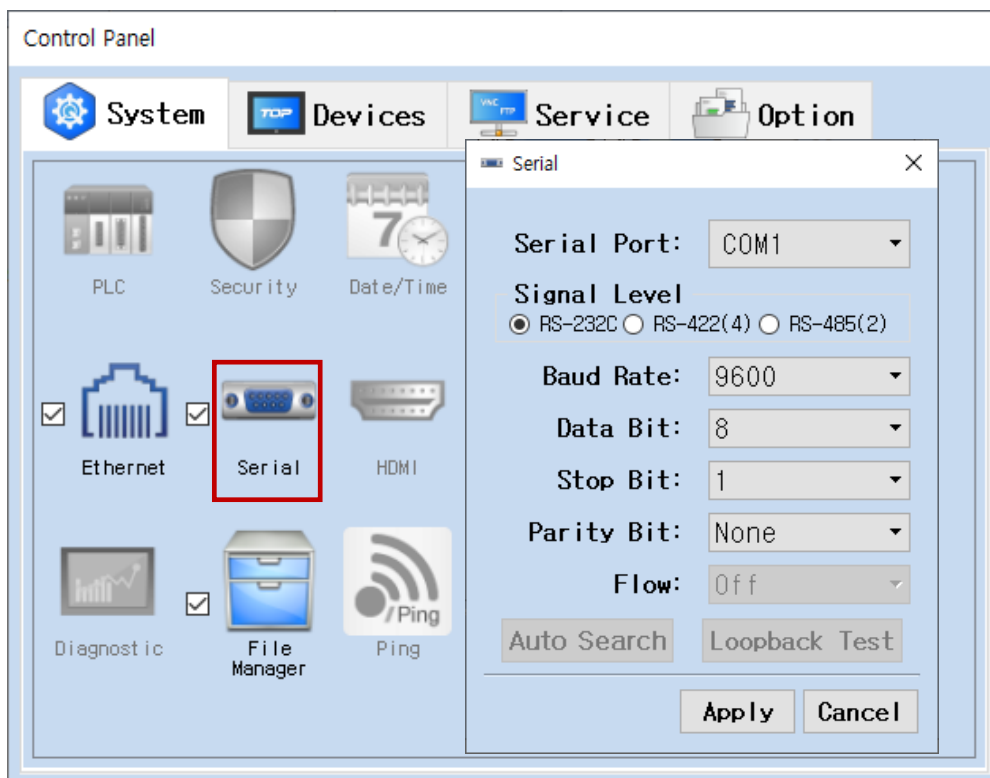 Control Panel
System
TOP
Devices
VNC
FTP
Service
Option
PLC
Security
7
Date/Time
Ethernet
Serial
HDMI
Diagnostic
File
Manager
/Ping
Ping
Serial
Serial Port: COM1
Signal Level
RS-232C RS-422(4) RS-485(2)
Baud Rate: 9600
Data Bit: 8
Stop Bit: 1
Parity Bit: None
Flow: Off
Auto Search Loopback Test
Apply Cancel